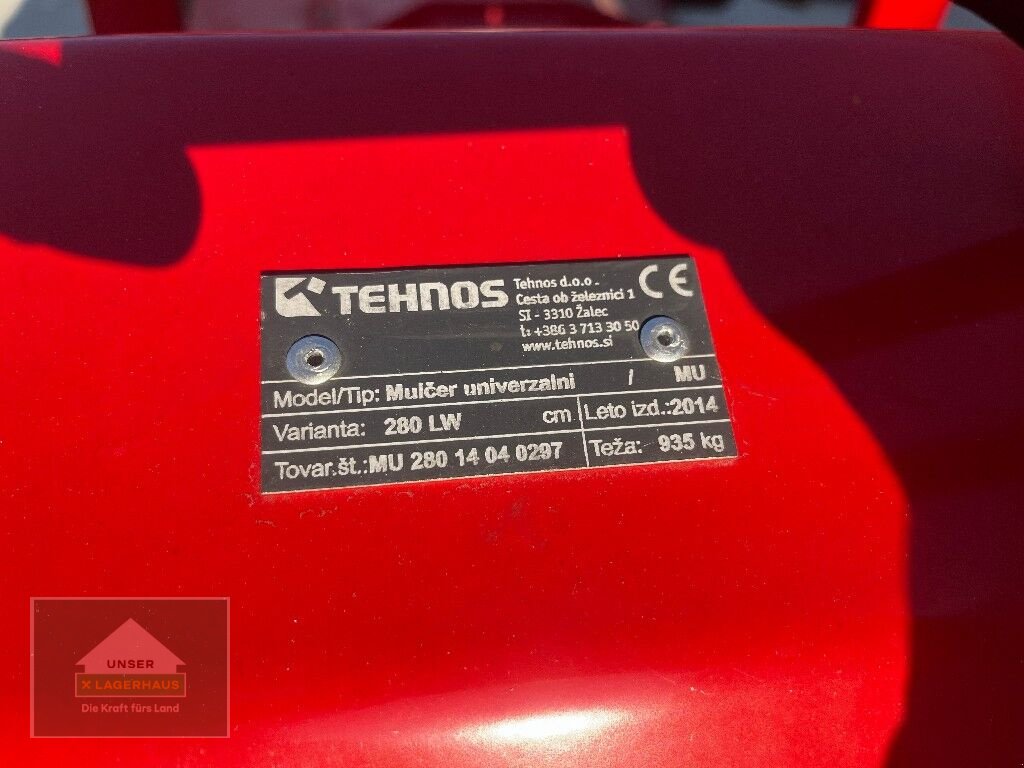 TEHNOS
Tehnos d.o.o.
Cesta ob železnici 1
SI - 3310 Žalec
t: +386 3 713 30 50
www.tehnos.si
CE
Model/Tip: Mulčer univerzalni / MU
Varianta: 280 LW cm Leto izd.:2014
Tovar.št.:MU 280 14 04 0297 Teža: 935 kg
UNSER
X LAGERHAUS
Die Kraft fürs Land